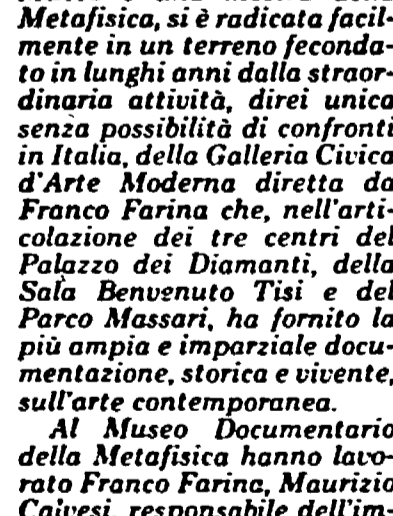 Metafisica, si è radicata facil-
mente in un terreno feconda-
to in lunghi anni dalla straor-
dinaria attività, direi unica
senza possibilità di confronti
in Italia, della Galleria Civica
d'Arte Moderna diretta da
Franco Farina che, nell'arti-
colazione dei tre centri del
Palazzo dei Diamanti, della
Sala Benvenuto Tisi e del
Parco Massari, ha fornito la
più ampia e imparziale docu-
mentazione, storica e vivente,
sull'arte contemporanea.
Al Museo Documentario
della Metafisica hanno lavo-
rato Franco Farina, Maurizio
Calvesi, responsabile dell'im-